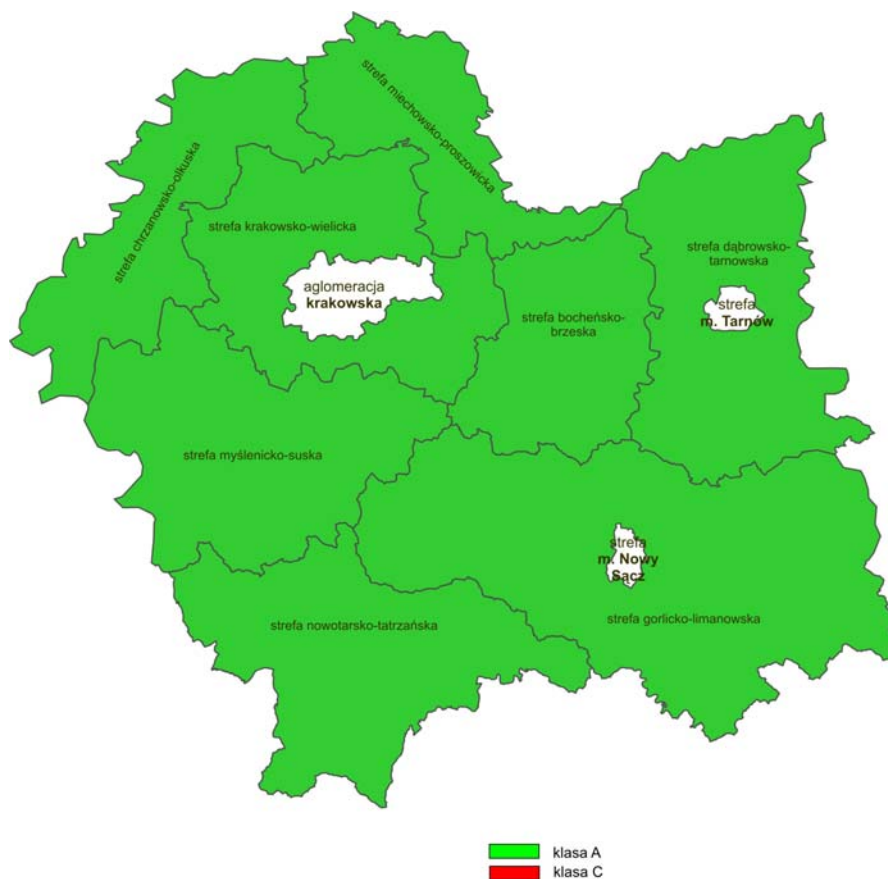 strefa miechowsko-proszowicka
strefa chrzanowsko-olkuska
strefa krakowsko-wielicka
strefa dąbrowsko-
tarnowska
aglomeracja
krakowska
strefa
m. Tarnów
strefa bocheńsko-
brzeska
strefa myślenicko-suska
strefa
m. Nowy
Sącz
strefa nowotarsko-tatrzańska
strefa gorlicko-limanowska
klasa A
klasa C